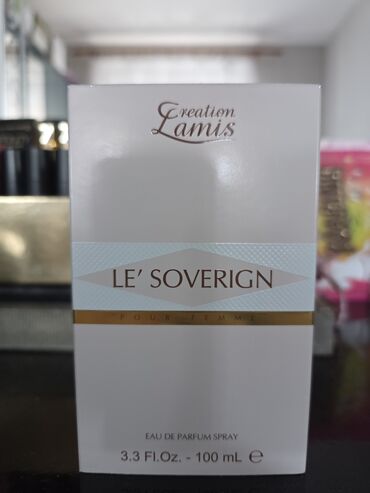 Creation
Lamis
LE' SOVERIGN
POUR FEMME
EAU DE PARFUM SPRAY
3.3 Fl.Oz. - 100 mL ℮